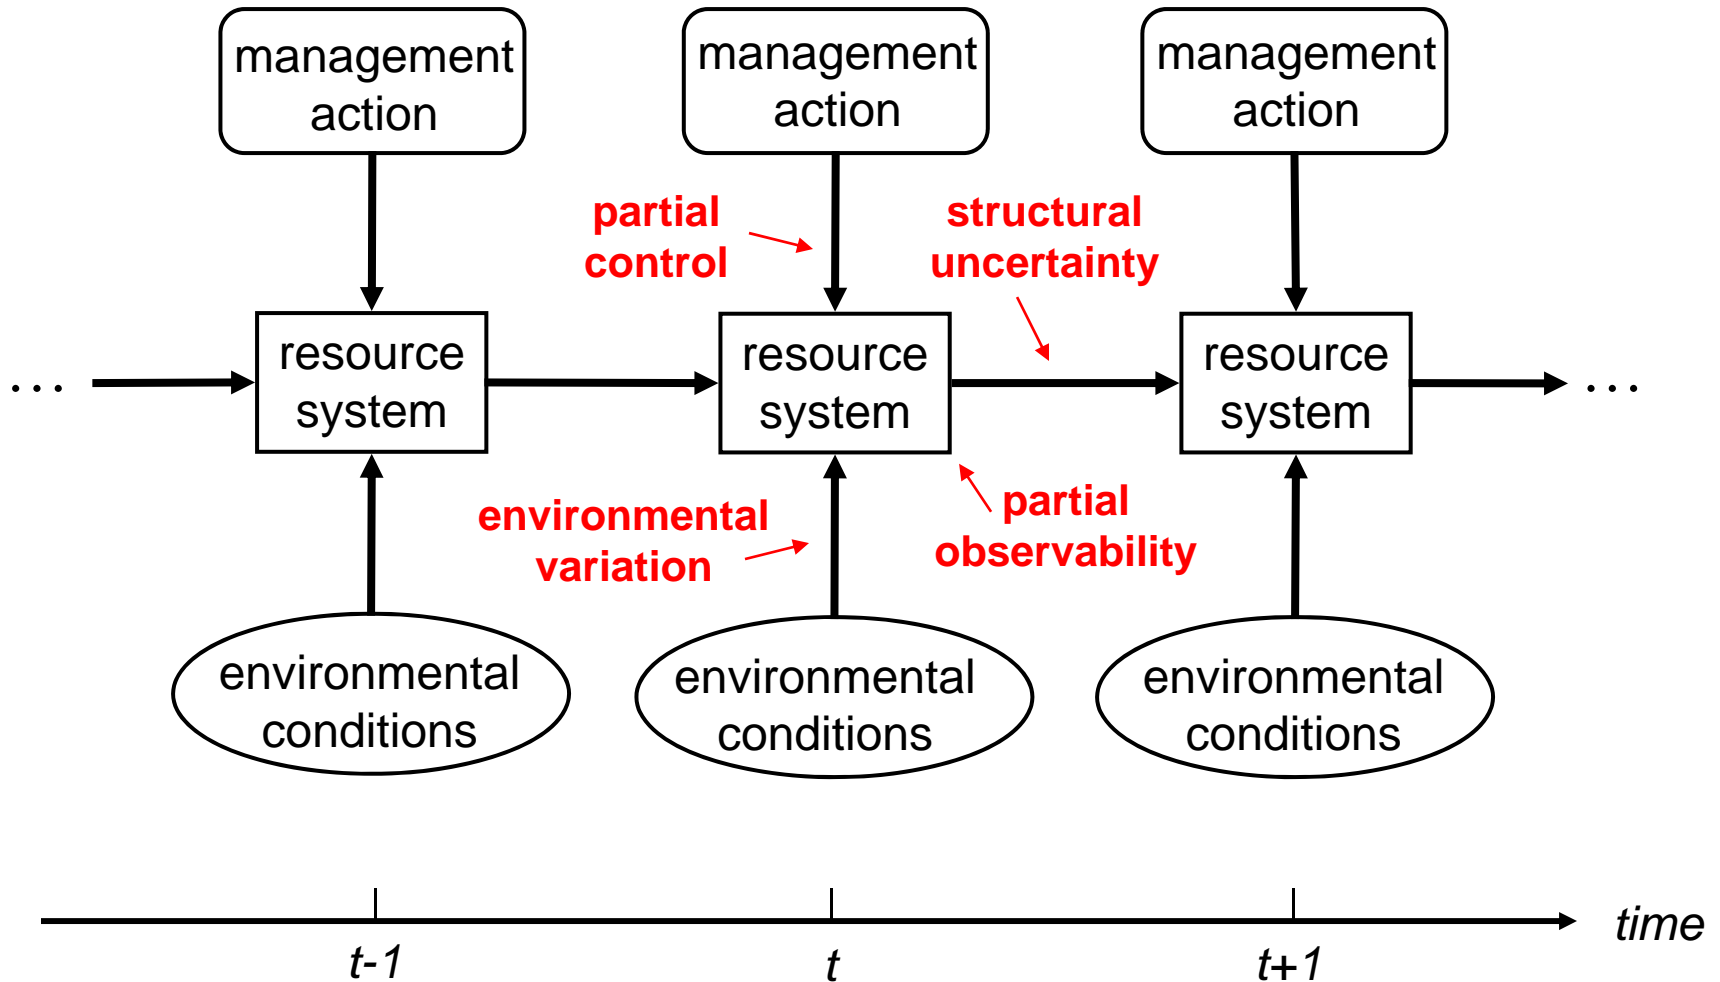 management
action
management
action
management
action
partial
control
structural
uncertainty
...
resource
system
resource
system
resource
system
...
environmental
variation
partial
observability
environmental
conditions
environmental
conditions
environmental
conditions
time
t-1
t
t+1